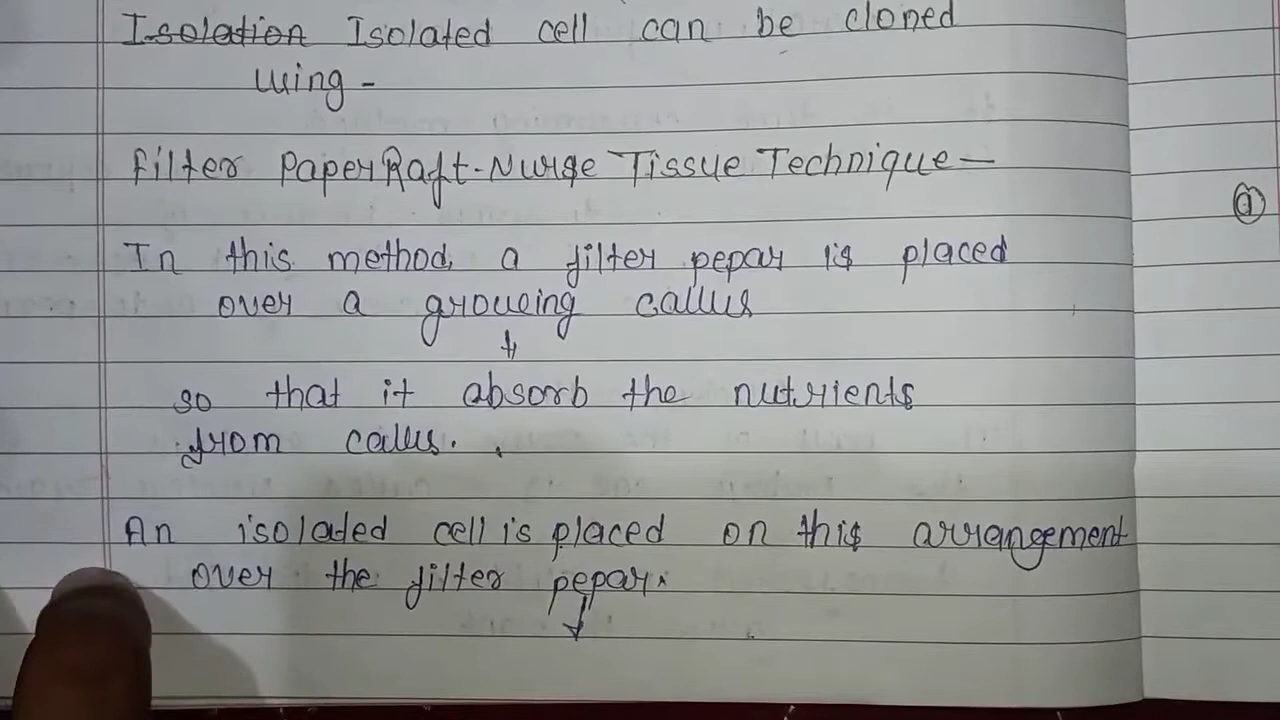 Isolation Isolated cell can be cloned
using -
Filter Paper Raft-Nurse Tissue Technique -
In this method, a filter pepar is placed
over a groueing callus
↓
so that it absorb the nutrients
from callus.
An isolated cell is placed on this arrangement
over the filter pepar.
↓